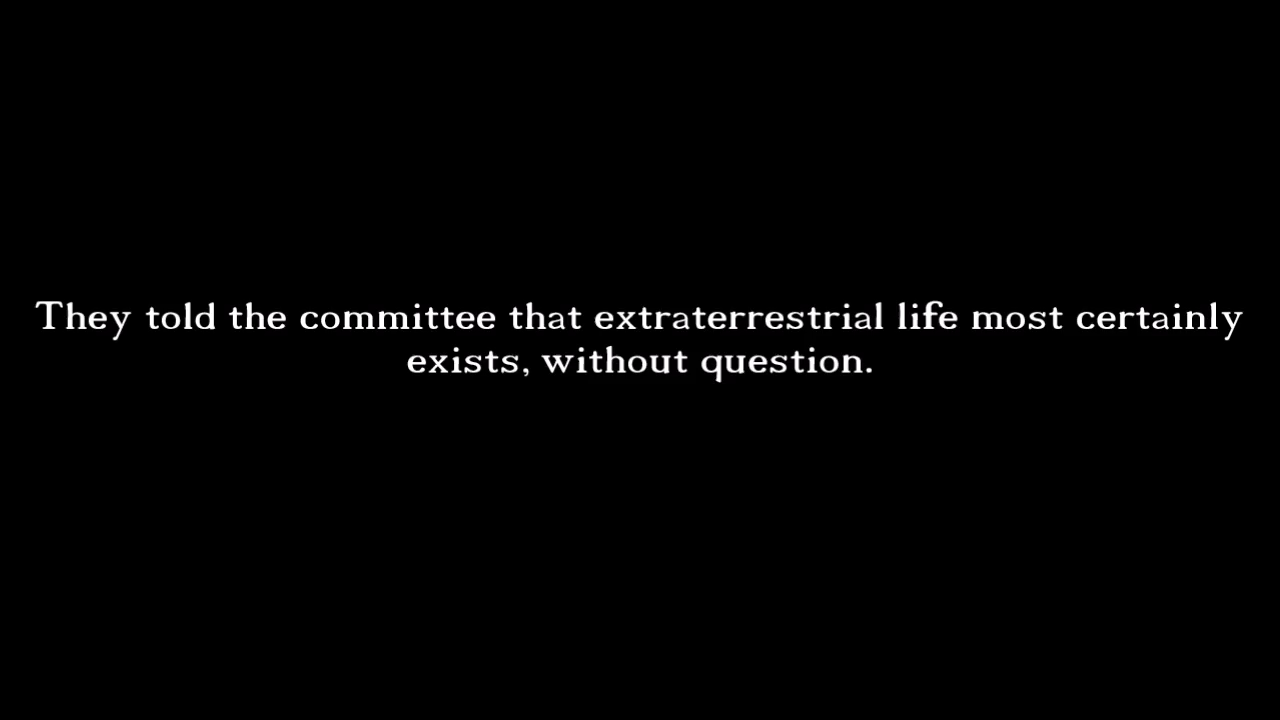 They told the committee that extraterrestrial life most certainly
exists, without question.